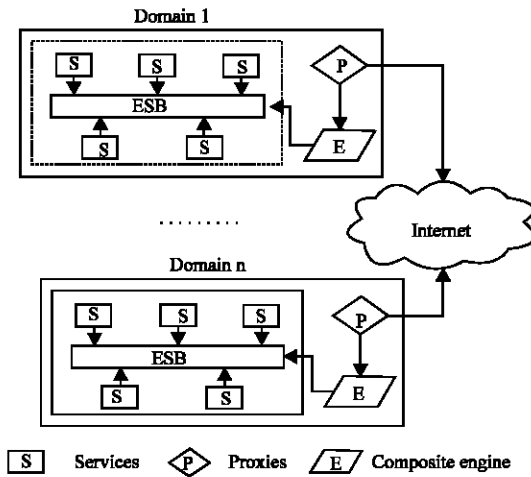 Domain 1
S S S
P
ESB
E
S S
.......
Internet
Domain n
S S S
P
ESB
E
S S
S Services P Proxies E Composite engine